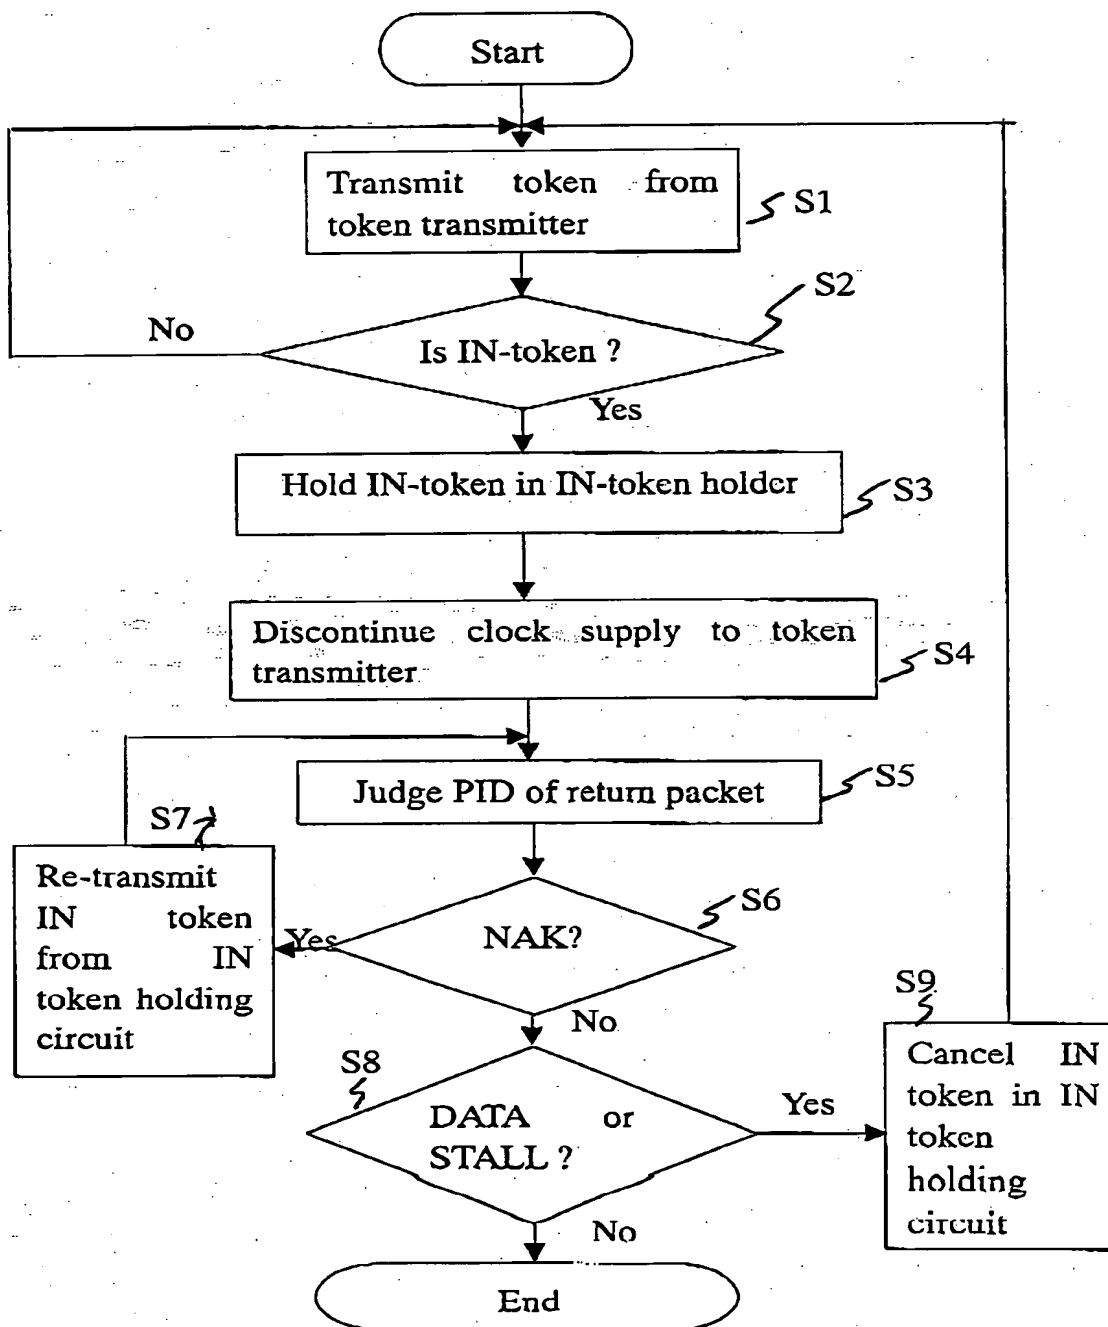 Start
Transmit token from
token transmitter
S1
S2
No
Is IN-token ?
Yes
Hold IN-token in IN-token holder
S3
Discontinue clock supply to token
transmitter
S4
Judge PID of return packet
S5
S7
Re-transmit
IN token
from IN
token holding
circuit
Yes
NAK?
S6
No
S8
DATA or
STALL ?
Yes
S9
Cancel IN
token in IN
token
holding
circuit
No
End